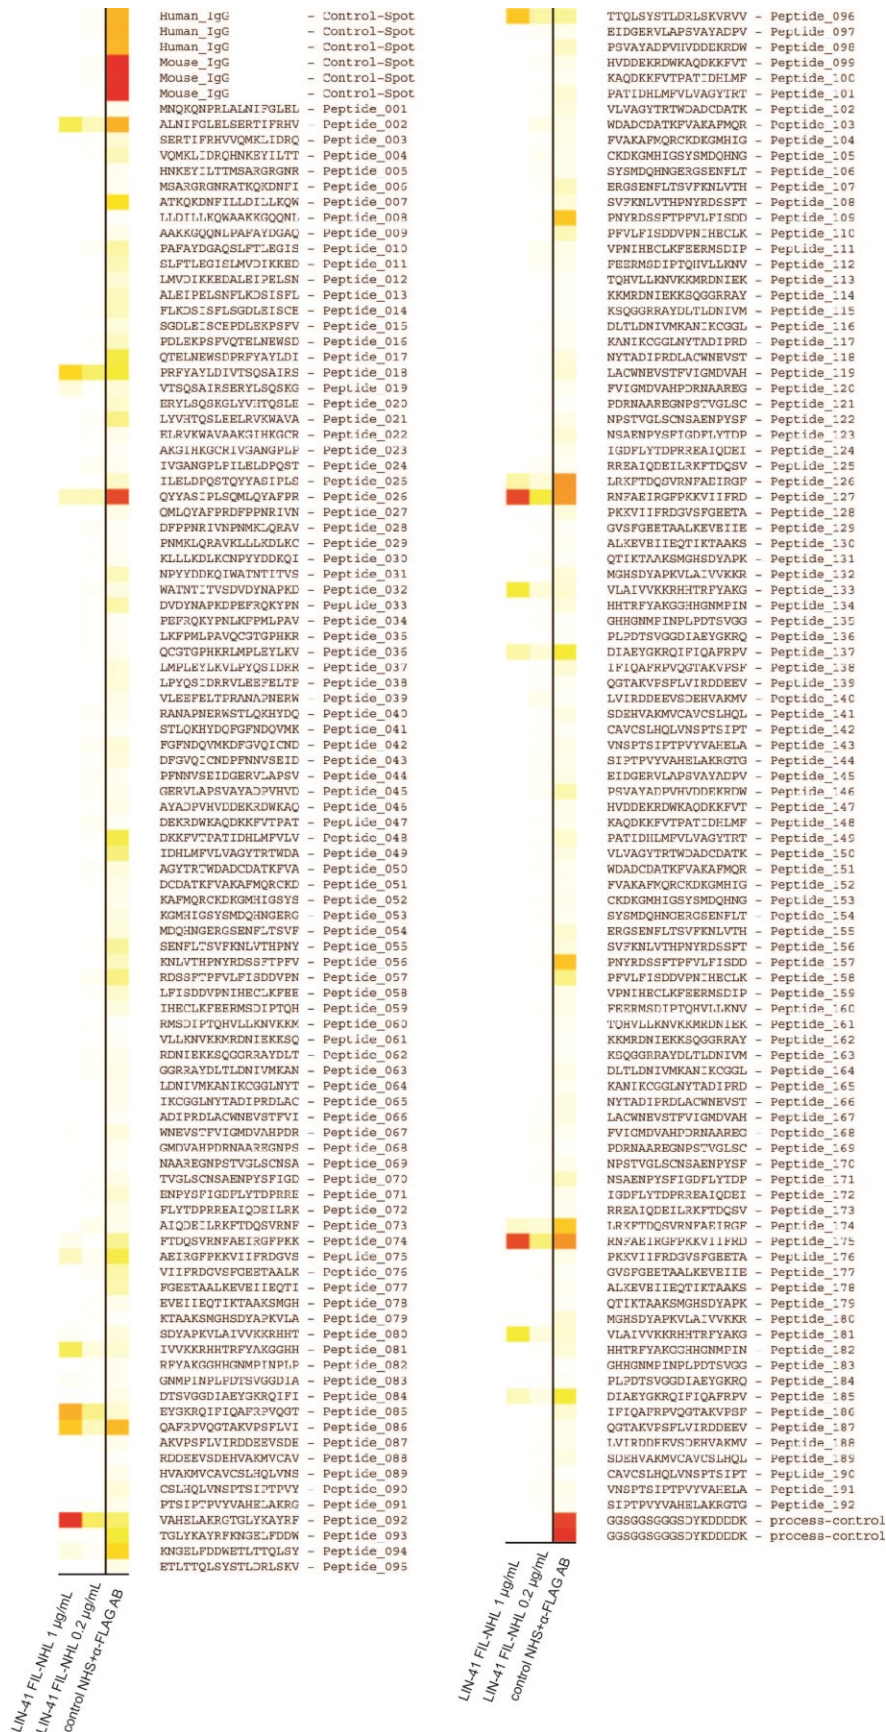 Human_IgG - Control-Spot
Human_IgG - Control-Spot
Human_IgG - Control-Spot
Mouse_IgG - Control-Spot
Mouse_IgG - Control-Spot
Mouse_IgG - Control-Spot
MNQKQNPRLALNIFGLEL - Peptide_001
ALNIFGLELSERTIFRHV - Peptide_002
SERTIFRHVVQMKLIDRQ - Peptide_003
VQMKLIDRQHNKEYILTT - Peptide_004
HNKEYILTTMSARGRGNR - Peptide_005
MSARGRGNRATKQKDNFI - Peptide_006
ATKQKDNFILLDILLKQW - Peptide_007
LLDILLKQWAAKKGQQNL - Peptide_008
AAKKGQQNLPAFAYDGAQ - Peptide_009
PAFAYDGAQSLFTLEGIS - Peptide_010
SLFTLEGISLMVDIKKED - Peptide_011
LMVDIKKEDALEIPELSN - Peptide_012
ALEIPELSNFLKDSISFL - Peptide_013
FLKDSISFLSGDLEISCE - Peptide_014
SGDLEISCEPDLEKPSFV - Peptide_015
PDLEKPSFVQTELNEWSD - Peptide_016
QTELNEWSDPRFYAYLDI - Peptide_017
PRFYAYLDIVTSQSAIRS - Peptide_018
VTSQSAIRSERYLSQSKG - Peptide_019
ERYLSQSKGLYVHTQSLE - Peptide_020
LYVHTQSLEELRVKWAVA - Peptide_021
ELRVKWAVAAKGIHKGCR - Peptide_022
AKGIHKGCRIVGANGPLP - Peptide_023
IVGANGPLPILELDPQST - Peptide_024
ILELDPQSTQYYASIPLS - Peptide_025
QYYASIPLSQMLQYAFPR - Peptide_026
QMLQYAFPRDFPPNRIVN - Peptide_027
DFPPNRIVNPNMKLQRAV - Peptide_028
PNMKLQRAVKLLLKDLKC - Peptide_029
KLLLKDLKCNPYYDDKQI - Peptide_030
NPYYDDKQIWATNTITVS - Peptide_031
WATNTITVSDVDYNAPKD - Peptide_032
DVDYNAPKDPEFRQKYPN - Peptide_033
PEFRQKYPNLKFPMLPAV - Peptide_034
LKFPMLPAVQCGTGPHKR - Peptide_035
QCGTGPHKRLMPLEYLKV - Peptide_036
LMPLEYLKVLPYQSIDRR - Peptide_037
LPYQSIDRRVLEEFELTP - Peptide_038
VLEEFELTPRANAPNERW - Peptide_039
RANAPNERWSTLQKHYDQ - Peptide_040
STLQKHYDQFGFNDQVMK - Peptide_041
FGFNDQVMKDFGVQICND - Peptide_042
DFGVQICNDPFNNVSEID - Peptide_043
PFNNVSEIDGERVLAPSV - Peptide_044
GERVLAPSVAYADPVHVD - Peptide_045
AYADPVHVDDEKRDWKAQ - Peptide_046
DEKRDWKAQDKKFVTPAT - Peptide_047
DKKFVTPATIDHLMFVLV - Peptide_048
IDHLMFVLVAGYTRTWDA - Peptide_049
AGYTRTWDADCDATKFVA - Peptide_050
DCDATKFVAKAFMQRCKD - Peptide_051
KAFMQRCKDKGMHIGSYS - Peptide_052
KGMHIGSYSMDQHNGERG - Peptide_053
MDQHNGERGSENFLTSVF - Peptide_054
SENFLTSVFKNLVTHPNY - Peptide_055
KNLVTHPNYRDSSFTPFV - Peptide_056
RDSSFTPFVLFISDDVPN - Peptide_057
LFISDDVPNIHECLKFEE - Peptide_058
IHECLKFEERMSDIPTQH - Peptide_059
RMSDIPTQHVLLKNVKKM - Peptide_060
VLLKNVKKMRDNIEKKSQ - Peptide_061
RDNIEKKSQGGRRAYDLT - Peptide_062
GGRRAYDLTLDNIVMKAN - Peptide_063
LDNIVMKANIKCGGLNYT - Peptide_064
IKCGGLNYTADIPRDLAC - Peptide_065
ADIPRDLACWNEVSTFVI - Peptide_066
WNEVSTFVIGMDVAHPDR - Peptide_067
GMDVAHPDRNAAREGNPS - Peptide_068
NAAREGNPSTVGLSCNSA - Peptide_069
TVGLSCNSAENPYSFIGD - Peptide_070
ENPYSFIGDFLYTDPRRE - Peptide_071
FLYTDPRREAIQDEILRK - Peptide_072
AIQDEILRKFTDQSVRNF - Peptide_073
FTDQSVRNFAEIRGFPKK - Peptide_074
AEIRGFPKKVIIFRDGVS - Peptide_075
VIIFRDGVSFGEETAALK - Peptide_076
FGEETAALKEVEIIEQTI - Peptide_077
EVEIIEQTIKTAAKSMGH - Peptide_078
KTAAKSMGHSDYAPKVLA - Peptide_079
SDYAPKVLAIVVKKRHHT - Peptide_080
IVVKKRHHTRFYAKGGHH - Peptide_081
RFYAKGGHHGNMPINPLP - Peptide_082
GNMPINPLPDTSVGGDIA - Peptide_083
DTSVGGDIAEYGKRQIFI - Peptide_084
EYGKRQIFIQAFRPVQGT - Peptide_085
QAFRPVQGTAKVPSFLVI - Peptide_086
AKVPSFLVIRDDEEVSDE - Peptide_087
RDDEEVSDEHVAKMVCAV - Peptide_088
HVAKMVCAVCSLHQLVNS - Peptide_089
CSLHQLVNSPTSIPTPVY - Peptide_090
PTSIPTPVYVAHELAKRG - Peptide_091
VAHELAKRGTGLYKAYRF - Peptide_092
TGLYKAYRFKNGELFDDW - Peptide_093
KNGELFDDWETLTTQLSY - Peptide_094
ETLTTQLSYSTLDRLSKV - Peptide_095
LIN-41 FIL-NHL 1 µg/mL
LIN-41 FIL-NHL 0.2 µg/mL
control NHS+α-FLAG AB
TTQLSYSTLDRLSKVRVV - Peptide_096
EIDGERVLAPSVAYADPV - Peptide_097
PSVAYADPVHVDDEKRDW - Peptide_098
HVDDEKRDWKAQDKKFVT - Peptide_099
KAQDKKFVTPATIDHLMF - Peptide_100
PATIDHLMFVLVAGYTRT - Peptide_101
VLVAGYTRTWDADCDATK - Peptide_102
WDADCDATKFVAKAFMQR - Peptide_103
FVAKAFMQRCKDKGMHIG - Peptide_104
CKDKGMHIGSYSMDQHNG - Peptide_105
SYSMDQHNGERGSENFLT - Peptide_106
ERGSENFLTSVFKNLVTH - Peptide_107
SVFKNLVTHPNYRDSSFT - Peptide_108
PNYRDSSFTPFVLFISDD - Peptide_109
PFVLFISDDVPNIHECLK - Peptide_110
VPNIHECLKFEERMSDIP - Peptide_111
FEERMSDIPTQHVLLKNV - Peptide_112
TQHVLLKNVKKMRDNIEK - Peptide_113
KKMRDNIEKKSQGGRRAY - Peptide_114
KSQGGRRAYDLTLDNIVM - Peptide_115
DLTLDNIVMKANIKCGGL - Peptide_116
KANIKCGGLNYTADIPRD - Peptide_117
NYTADIPRDLACWNEVST - Peptide_118
LACWNEVSTFVIGMDVAH - Peptide_119
FVIGMDVAHPDRNAAREG - Peptide_120
PDRNAAREGNPSTVGLSC - Peptide_121
NPSTVGLSCNSAENPYSF - Peptide_122
NSAENPYSFIGDFLYTDP - Peptide_123
IGDFLYTDPRREAIQDEI - Peptide_124
RREAIQDEILRKFTDQSV - Peptide_125
LRKFTDQSVRNFAEIRGF - Peptide_126
RNFAEIRGFPKKVIIFRD - Peptide_127
PKKVIIFRDGVSFGEETA - Peptide_128
GVSFGEETAALKEVEIIE - Peptide_129
ALKEVEIIEQTIKTAAKS - Peptide_130
QTIKTAAKSMGHSDYAPK - Peptide_131
MGHSDYAPKVLAIVVKKR - Peptide_132
VLAIVVKKRHHTRFYAKG - Peptide_133
HHTRFYAKGGHHGNMPIN - Peptide_134
GHHGNMPINPLPDTSVGG - Peptide_135
PLPDTSVGGDIAEYGKRQ - Peptide_136
DIAEYGKRQIFIQAFRPV - Peptide_137
IFIQAFRPVQGTAKVPSF - Peptide_138
QGTAKVPSFLVIRDDEEV - Peptide_139
LVIRDDEEVSDEHVAKMV - Peptide_140
SDEHVAKMVCAVCSLHQL - Peptide_141
CAVCSLHQLVNSPTSIPT - Peptide_142
VNSPTSIPTPVYVAHELA - Peptide_143
SIPTPVYVAHELAKRGTG - Peptide_144
EIDGERVLAPSVAYADPV - Peptide_145
PSVAYADPVHVDDEKRDW - Peptide_146
HVDDEKRDWKAQDKKFVT - Peptide_147
KAQDKKFVTPATIDHLMF - Peptide_148
PATIDHLMFVLVAGYTRT - Peptide_149
VLVAGYTRTWDADCDATK - Peptide_150
WDADCDATKFVAKAFMQR - Peptide_151
FVAKAFMQRCKDKGMHIG - Peptide_152
CKDKGMHIGSYSMDQHNG - Peptide_153
SYSMDQHNGERGSENFLT - Peptide_154
ERGSENFLTSVFKNLVTH - Peptide_155
SVFKNLVTHPNYRDSSFT - Peptide_156
PNYRDSSFTPFVLFISDD - Peptide_157
PFVLFISDDVPNIHECLK - Peptide_158
VPNIHECLKFEERMSDIP - Peptide_159
FEERMSDIPTQHVLLKNV - Peptide_160
TQHVLLKNVKKMRDNIEK - Peptide_161
KKMRDNIEKKSQGGRRAY - Peptide_162
KSQGGRRAYDLTLDNIVM - Peptide_163
DLTLDNIVMKANIKCGGL - Peptide_164
KANIKCGGLNYTADIPRD - Peptide_165
NYTADIPRDLACWNEVST - Peptide_166
LACWNEVSTFVIGMDVAH - Peptide_167
FVIGMDVAHPDRNAAREG - Peptide_168
PDRNAAREGNPSTVGLSC - Peptide_169
NPSTVGLSCNSAENPYSF - Peptide_170
NSAENPYSFIGDFLYTDP - Peptide_171
IGDFLYTDPRREAIQDEI - Peptide_172
RREAIQDEILRKFTDQSV - Peptide_173
LRKFTDQSVRNFAEIRGF - Peptide_174
RNFAEIRGFPKKVIIFRD - Peptide_175
PKKVIIFRDGVSFGEETA - Peptide_176
GVSFGEETAALKEVEIIE - Peptide_177
ALKEVEIIEQTIKTAAKS - Peptide_178
QTIKTAAKSMGHSDYAPK - Peptide_179
MGHSDYAPKVLAIVVKKR - Peptide_180
VLAIVVKKRHHTRFYAKG - Peptide_181
HHTRFYAKGGHHGNMPIN - Peptide_182
GHHGNMPINPLPDTSVGG - Peptide_183
PLPDTSVGGDIAEYGKRQ - Peptide_184
DIAEYGKRQIFIQAFRPV - Peptide_185
IFIQAFRPVQGTAKVPSF - Peptide_186
QGTAKVPSFLVIRDDEEV - Peptide_187
LVIRDDEEVSDEHVAKMV - Peptide_188
SDEHVAKMVCAVCSLHQL - Peptide_189
CAVCSLHQLVNSPTSIPT - Peptide_190
VNSPTSIPTPVYVAHELA - Peptide_191
SIPTPVYVAHELAKRGTG - Peptide_192
GGSGGSGGGSDYKDDDDK - process-control
GGSGGSGGGSDYKDDDDK - process-control
LIN-41 FIL-NHL 1 µg/mL
LIN-41 FIL-NHL 0.2 µg/mL
control NHS+α-FLAG AB